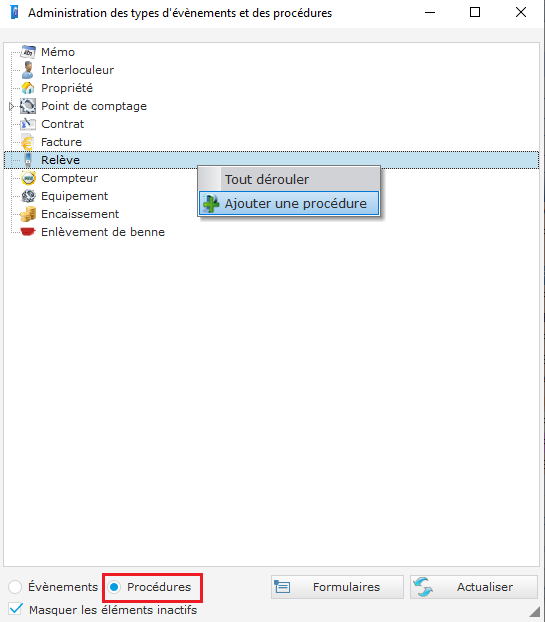 Administration des types d'évènements et des procédures
Mémo
Interloculeur
Propriété
Point de comptage
Contrat
Facture
Relève
Compteur
Tout dérouler
Equipement
Ajouter une procédure
Encaissement
Enlèvement de benne
Évènements
Procédures
Formulaires
Actualiser
Masquer les éléments inactifs